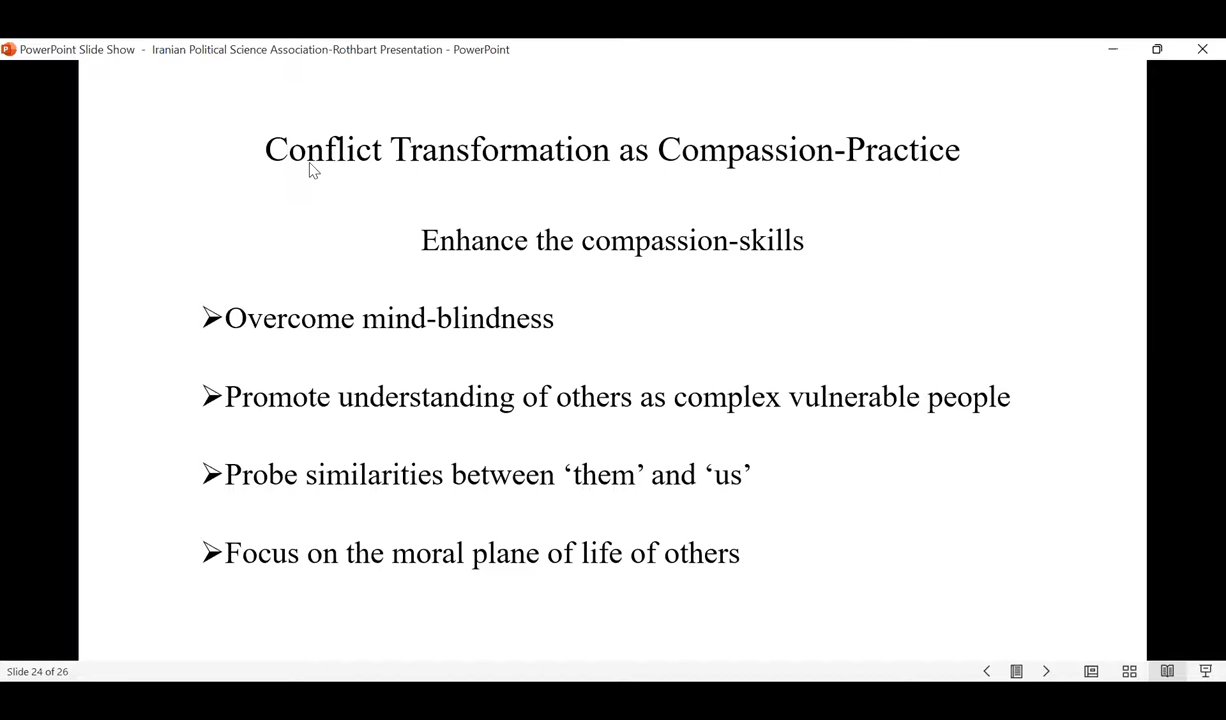 PowerPoint Slide Show - Iranian Political Science Association-Rothbart Presentation - PowerPoint
Conflict Transformation as Compassion-Practice
Enhance the compassion-skills
➢Overcome mind-blindness
➢Promote understanding of others as complex vulnerable people
➢Probe similarities between ‘them’ and ‘us’
➢Focus on the moral plane of life of others
Slide 24 of 26